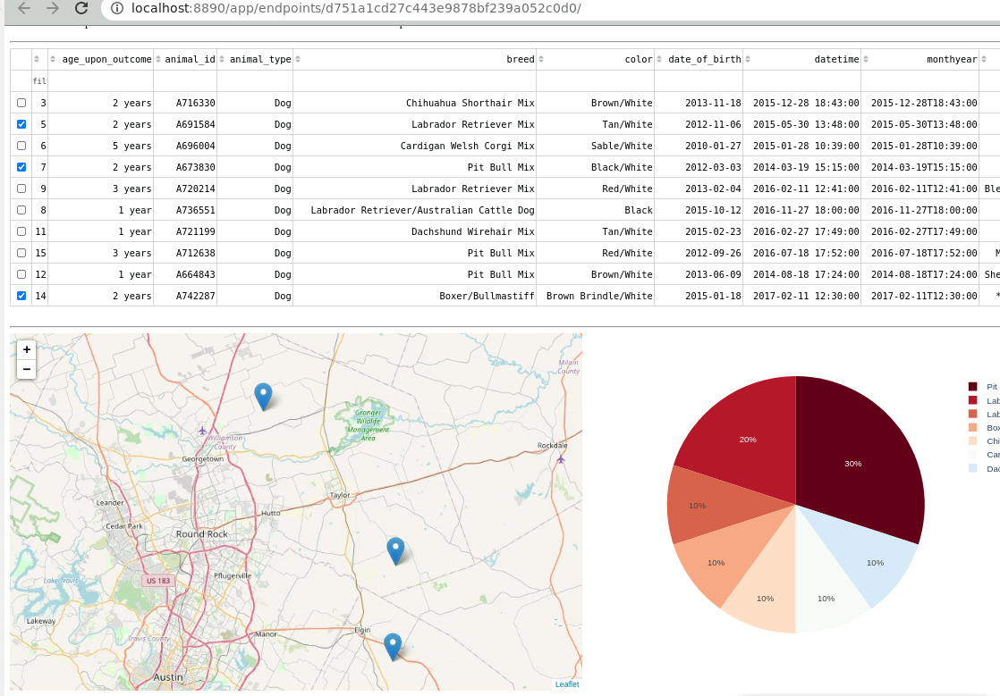 localhost:8890/app/endpoints/d751a1cd27c443e9878bf239a052c0d0/
age_upon_outcome animal_id animal_type breed color date_of_birth datetime monthyear
fil
3 2 years A716330 Dog Chihuahua Shorthair Mix Brown/White 2013-11-18 2015-12-28 18:43:00 2015-12-28T18:43:00
5 2 years A691584 Dog Labrador Retriever Mix Tan/White 2012-11-06 2015-05-30 13:48:00 2015-05-30T13:48:00
6 5 years A696004 Dog Cardigan Welsh Corgi Mix Sable/White 2010-01-27 2015-01-28 10:39:00 2015-01-28T10:39:00
7 2 years A673830 Dog Pit Bull Mix Black/White 2012-03-03 2014-03-19 15:15:00 2014-03-19T15:15:00
9 3 years A720214 Dog Labrador Retriever Mix Red/White 2013-02-04 2016-02-11 12:41:00 2016-02-11T12:41:00 Ble
8 1 year A736551 Dog Labrador Retriever/Australian Cattle Dog Black 2015-10-12 2016-11-27 18:00:00 2016-11-27T18:00:00
11 1 year A721199 Dog Dachshund Wirehair Mix Tan/White 2015-02-23 2016-02-27 17:49:00 2016-02-27T17:49:00
15 3 years A712638 Dog Pit Bull Mix Red/White 2012-09-26 2016-07-18 17:52:00 2016-07-18T17:52:00 M
12 1 year A664843 Dog Pit Bull Mix Brown/White 2013-06-09 2014-08-18 17:24:00 2014-08-18T17:24:00 She
14 2 years A742287 Dog Boxer/Bullmastiff Brown Brindle/White 2015-01-18 2017-02-11 12:30:00 2017-02-11T12:30:00 *
+
−
Milam
County
Granger
Wildlife
Management
Area
Williamson
County
Rockdale
Georgetown
Taylor
Leander
Hutto
Cedar Park
Round Rock
Pflugerville
Lake Travis
US 183
Lakeway
Elgin
Manor
Travis County
Austin
Leaflet
30%
20%
10%
10%
10%
10%
10%
Pit
Lab
Lab
Box
Chi
Car
Dac